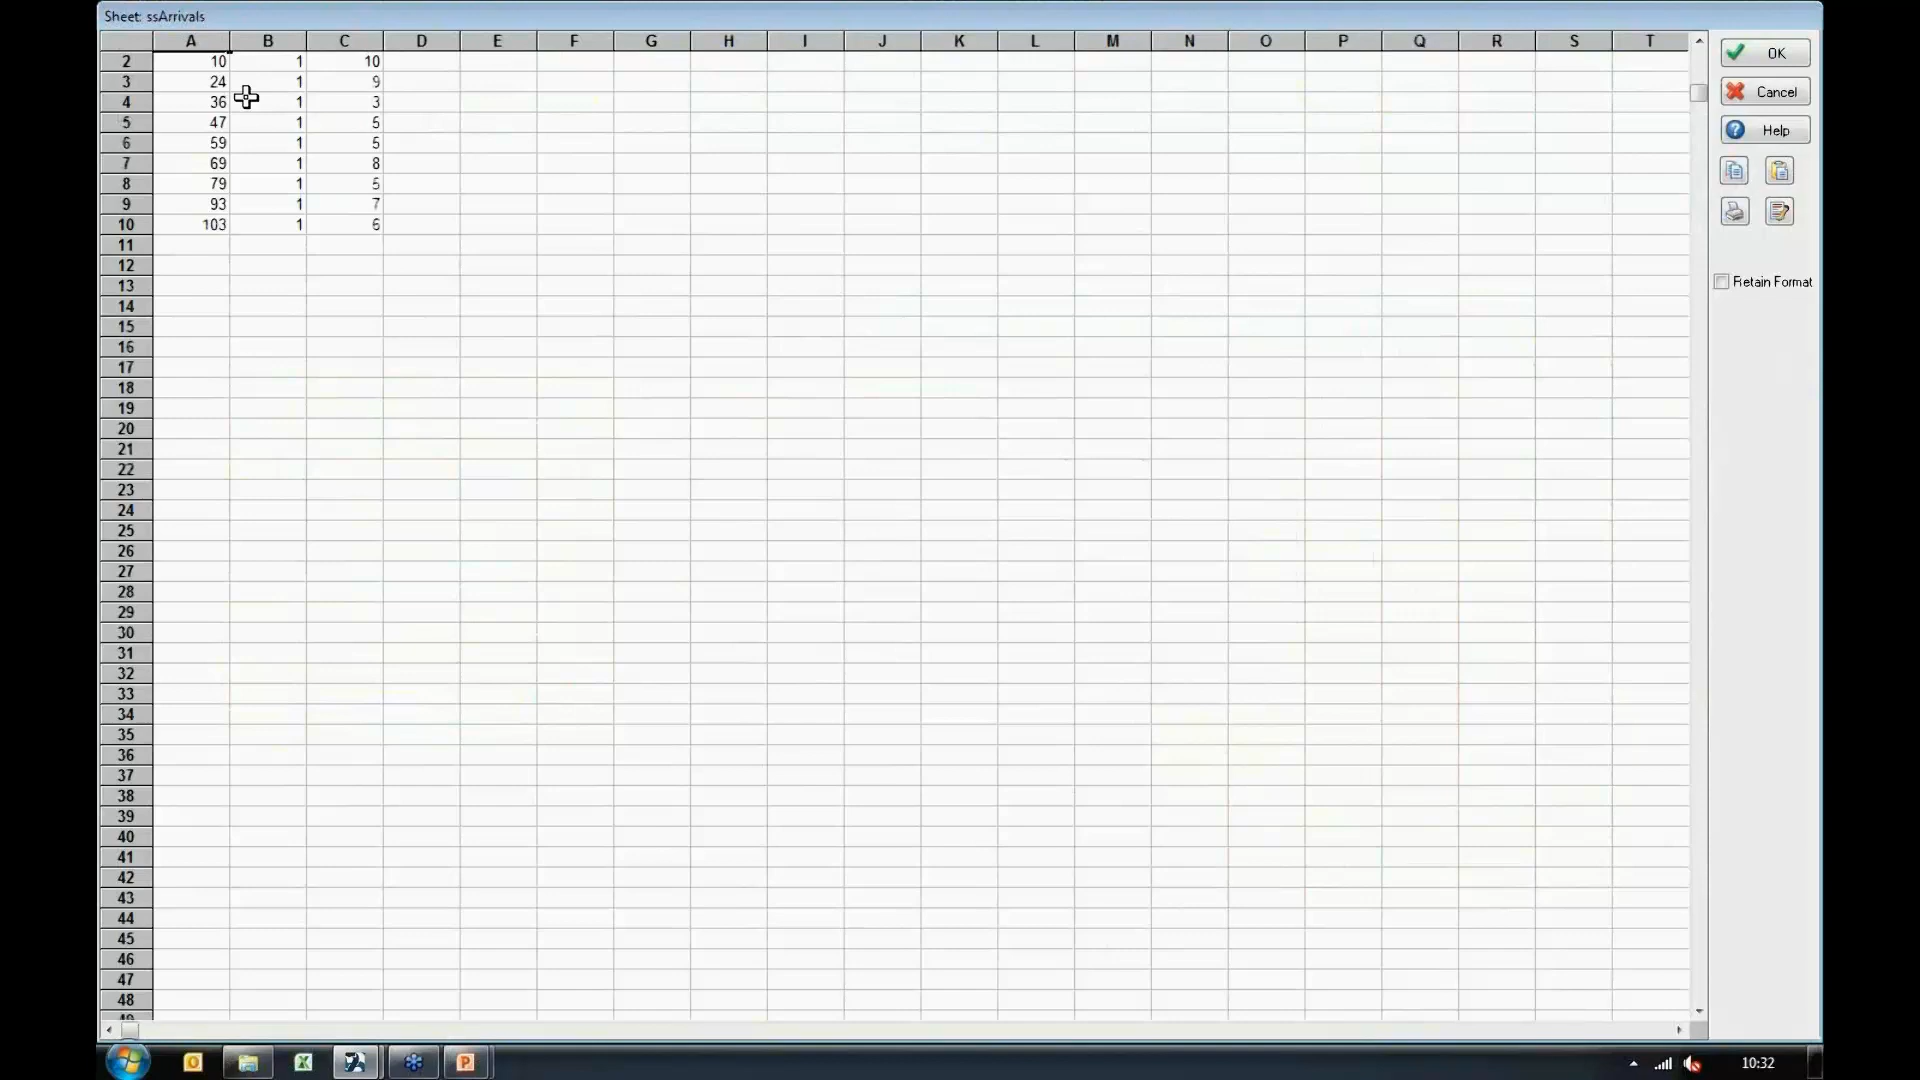 Sheet: ssArrivals
A B C D E F G H I J K L M N O P Q R S T
2 10 1 10
3 24 1 9
4 36 1 3
5 47 1 5
6 59 1 5
7 69 1 8
8 79 1 5
9 93 1 7
10 103 1 6
11
12
13
14
15
16
17
18
19
20
21
22
23
24
25
26
27
28
29
30
31
32
33
34
35
36
37
38
39
40
41
42
43
44
45
46
47
48
49
OK
Cancel
Help
Retain Format
10:32